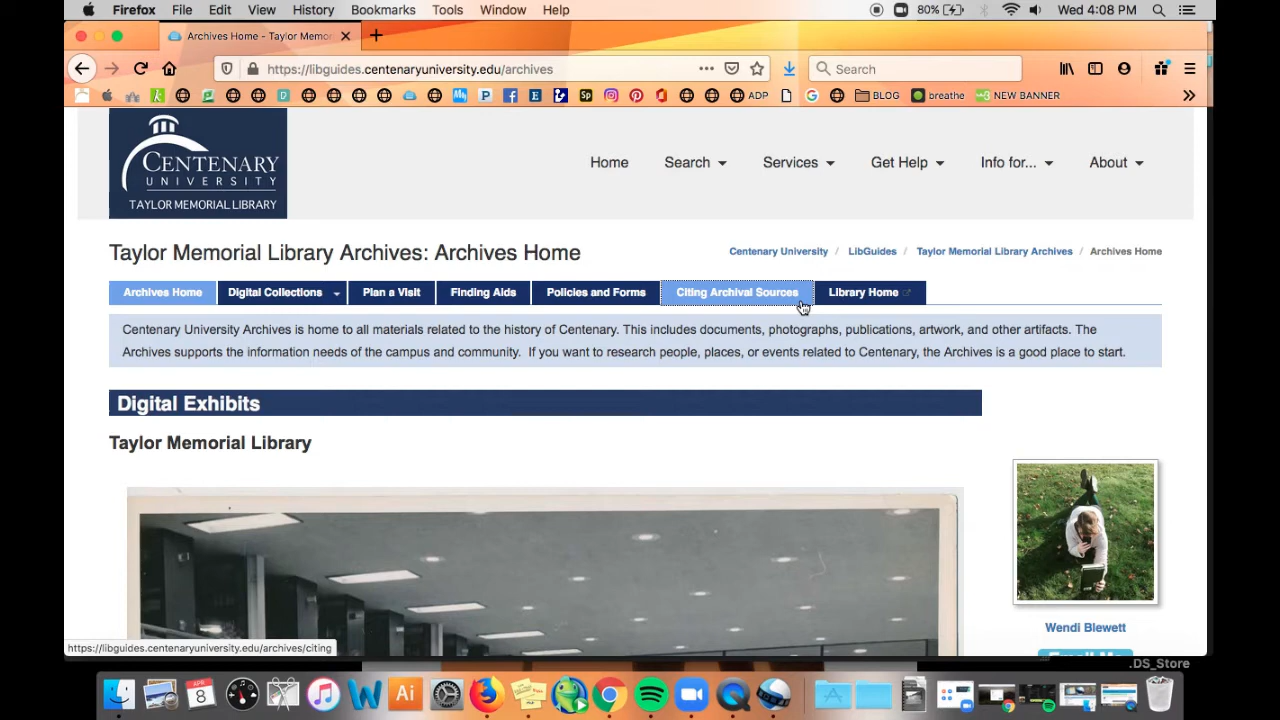 Firefox File Edit View History Bookmarks Tools Window Help 80% Wed 4:08 PM
Archives Home - Taylor Memor
https://libguides.centenaryuniversity.edu/archives Search
ADP BLOG breathe NEW BANNER
CENTENARY
UNIVERSITY
TAYLOR MEMORIAL LIBRARY
Home Search Services Get Help Info for... About
Taylor Memorial Library Archives: Archives Home
Centenary University / LibGuides / Taylor Memorial Library Archives / Archives Home
Archives Home Digital Collections Plan a Visit Finding Aids Policies and Forms Citing Archival Sources Library Home
Centenary University Archives is home to all materials related to the history of Centenary. This includes documents, photographs, publications, artwork, and other artifacts. The
Archives supports the information needs of the campus and community. If you want to research people, places, or events related to Centenary, the Archives is a good place to start.
Digital Exhibits
Taylor Memorial Library
Wendi Blewett
https://libguides.centenaryuniversity.edu/archives/citing
.DS_Store
APR
8
Ai